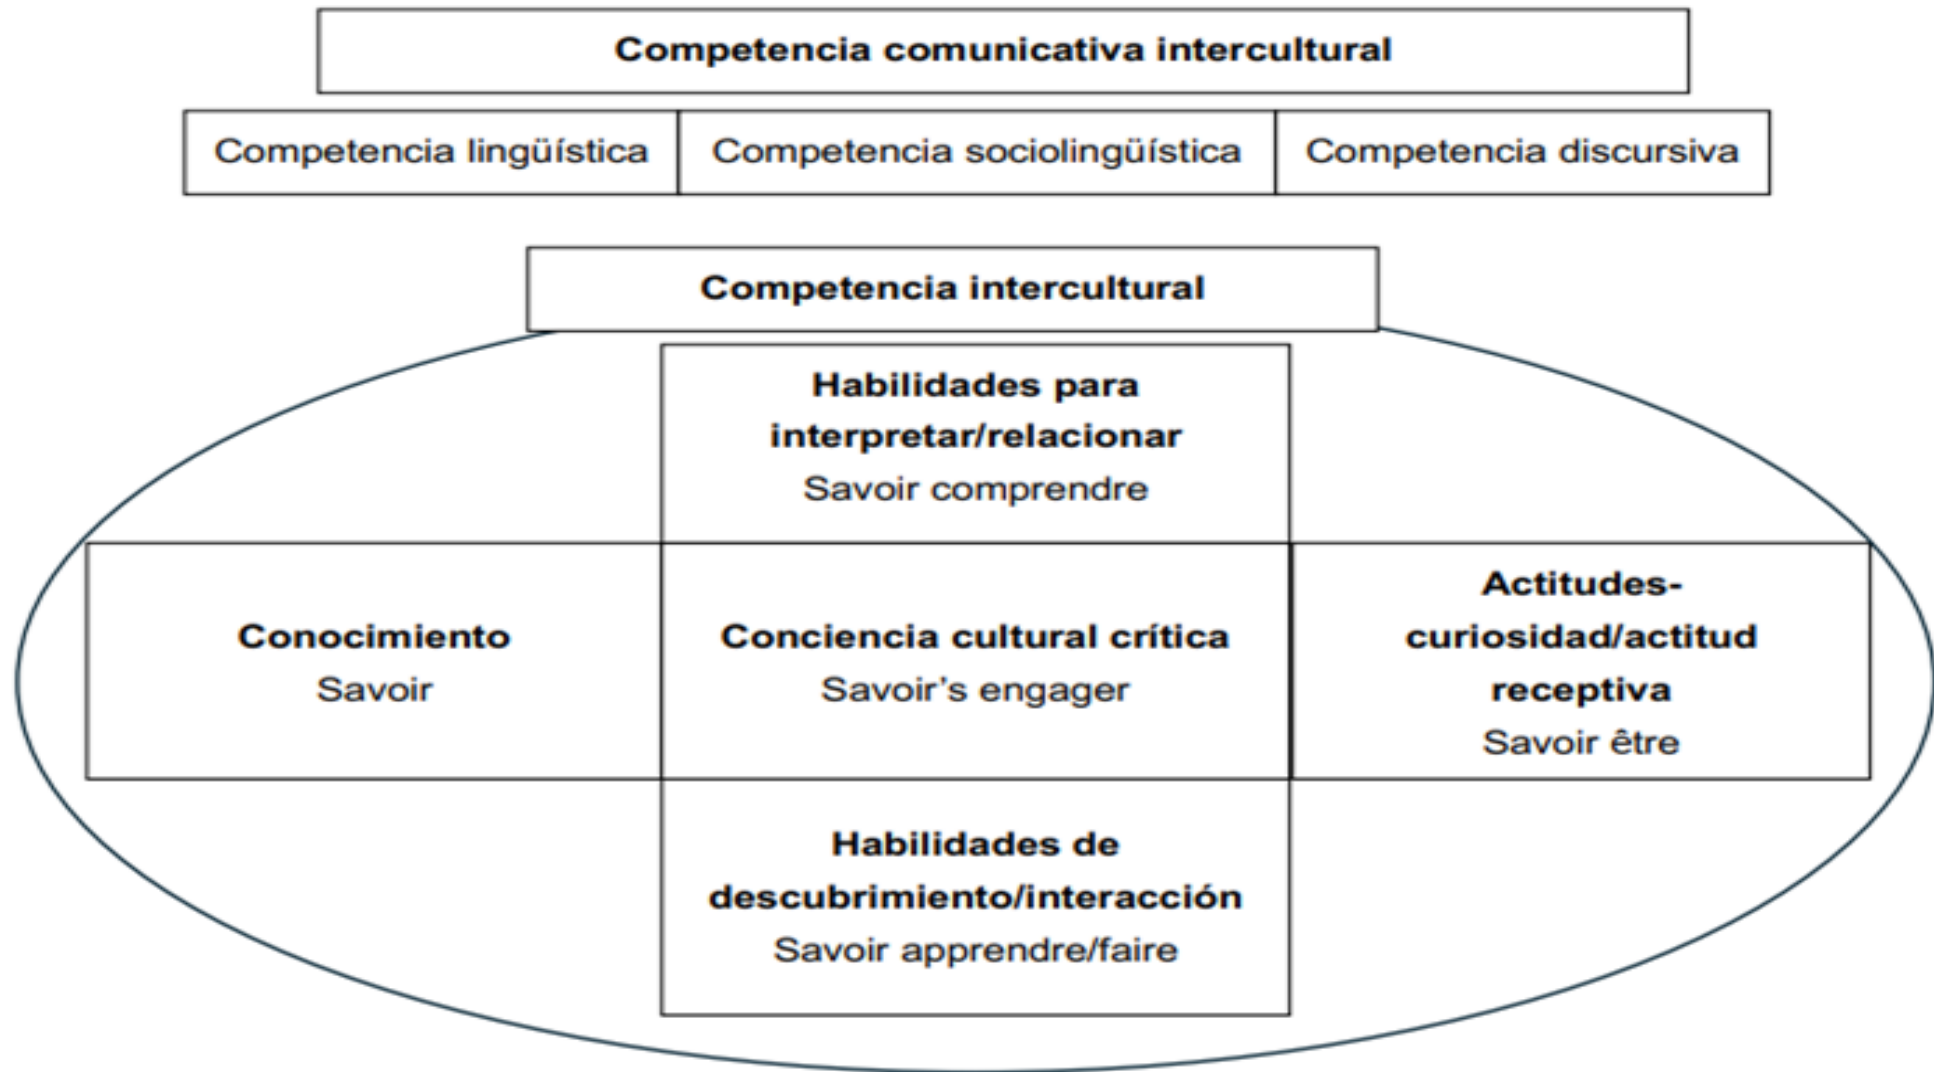 Competencia comunicativa intercultural
Competencia lingüística
Competencia sociolingüística
Competencia discursiva
Competencia intercultural
Habilidades para
interpretar/relacionar
Savoir comprendre
Conocimiento
Savoir
Conciencia cultural crítica
Savoir’s engager
Actitudes-
curiosidad/actitud
receptiva
Savoir être
Habilidades de
descubrimiento/interacción
Savoir apprendre/faire